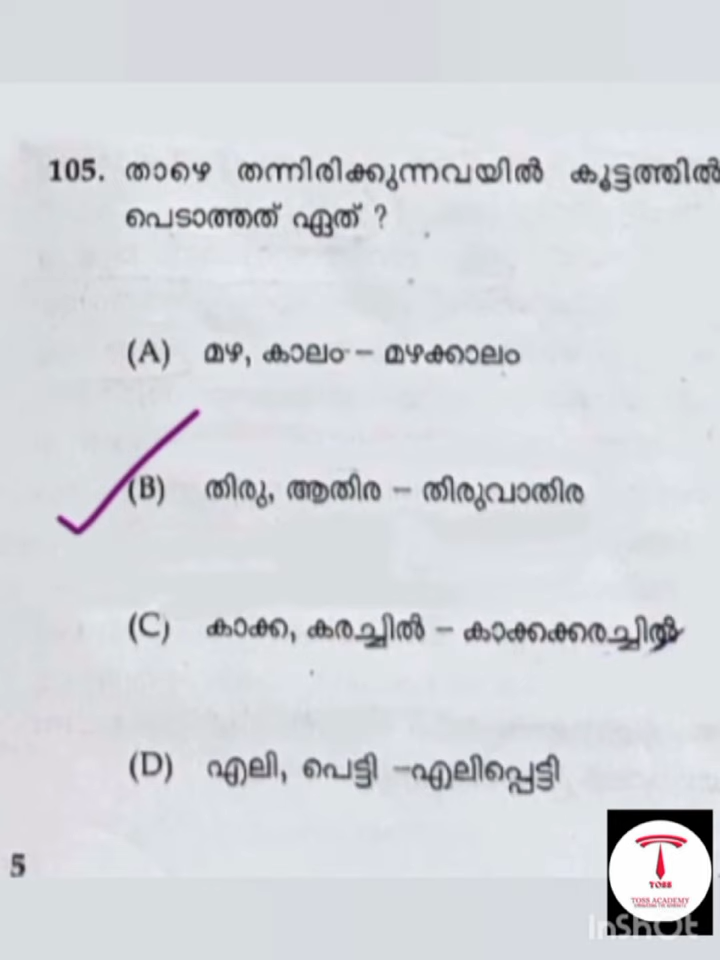 105. താഴെ തന്നിരിക്കുന്നവയിൽ കൂട്ടത്തിൽ
പെടാത്തത് ഏത് ?
(A) മഴ, കാലം – മഴക്കാലം
(B) തിരു, ആതിര – തിരുവാതിര
(C) കാക്ക, കരച്ചിൽ – കാക്കക്കരച്ചിൽ
(D) എലി, പെട്ടി –എലിപ്പെട്ടി
5
TOSS
TOSS ACADEMY
InShOt